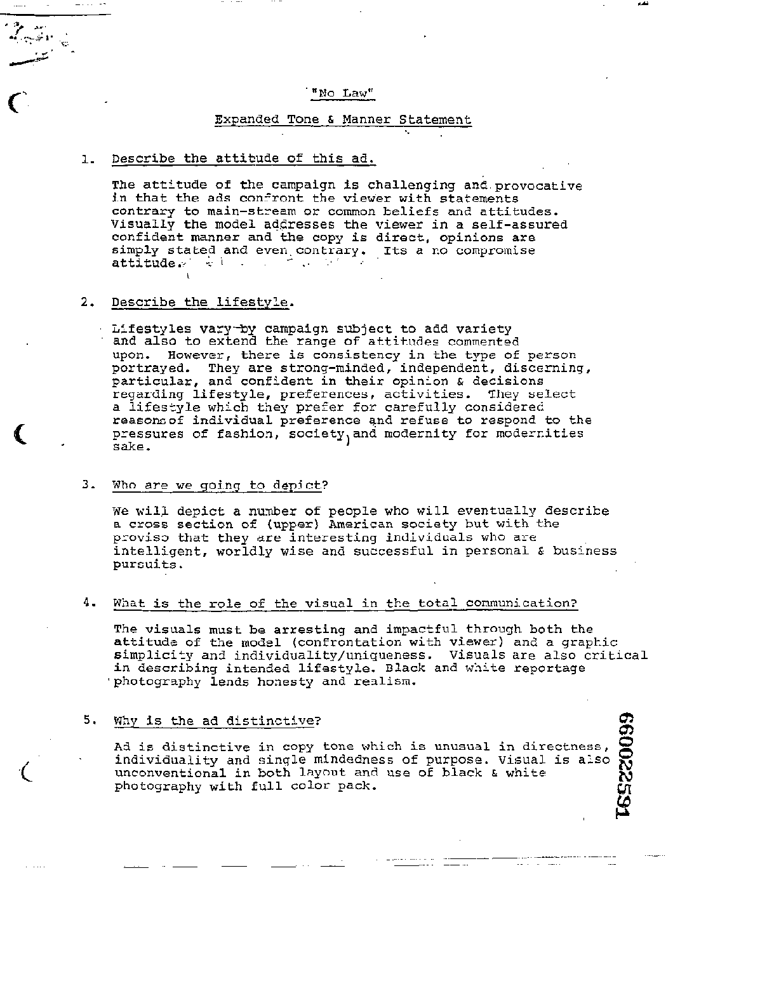 "No Law"
Expanded Tone & Manner Statement
1. Describe the attitude of this ad.
The attitude of the campaign is challenging and provocative
in that the ads confront the viewer with statements
contrary to main-stream or common beliefs and attitudes.
Visually the model addresses the viewer in a self-assured
confident manner and the copy is direct, opinions are
simply stated and even contrary. Its a no compromise
attitude.
2. Describe the lifestyle.
Lifestyles vary by campaign subject to add variety
and also to extend the range of attitudes commented
upon. However, there is consistency in the type of person
portrayed. They are strong-minded, independent, discerning,
particular, and confident in their opinion & decisions
regarding lifestyle, preferences, activities. They select
a lifestyle which they prefer for carefully considered
reasons of individual preference and refuse to respond to the
pressures of fashion, society, and modernity for modernities
sake.
3. Who are we going to depict?
We will depict a number of people who will eventually describe
a cross section of (upper) American society but with the
proviso that they are interesting individuals who are
intelligent, worldly wise and successful in personal & business
pursuits.
4. What is the role of the visual in the total communication?
The visuals must be arresting and impactful through both the
attitude of the model (confrontation with viewer) and a graphic
simplicity and individuality/uniqueness. Visuals are also critical
in describing intended lifestyle. Black and white reportage
photography lends honesty and realism.
5. Why is the ad distinctive?
Ad is distinctive in copy tone which is unusual in directness,
individuality and single mindedness of purpose. Visual is also
unconventional in both layout and use of black & white
photography with full color pack.
660022591